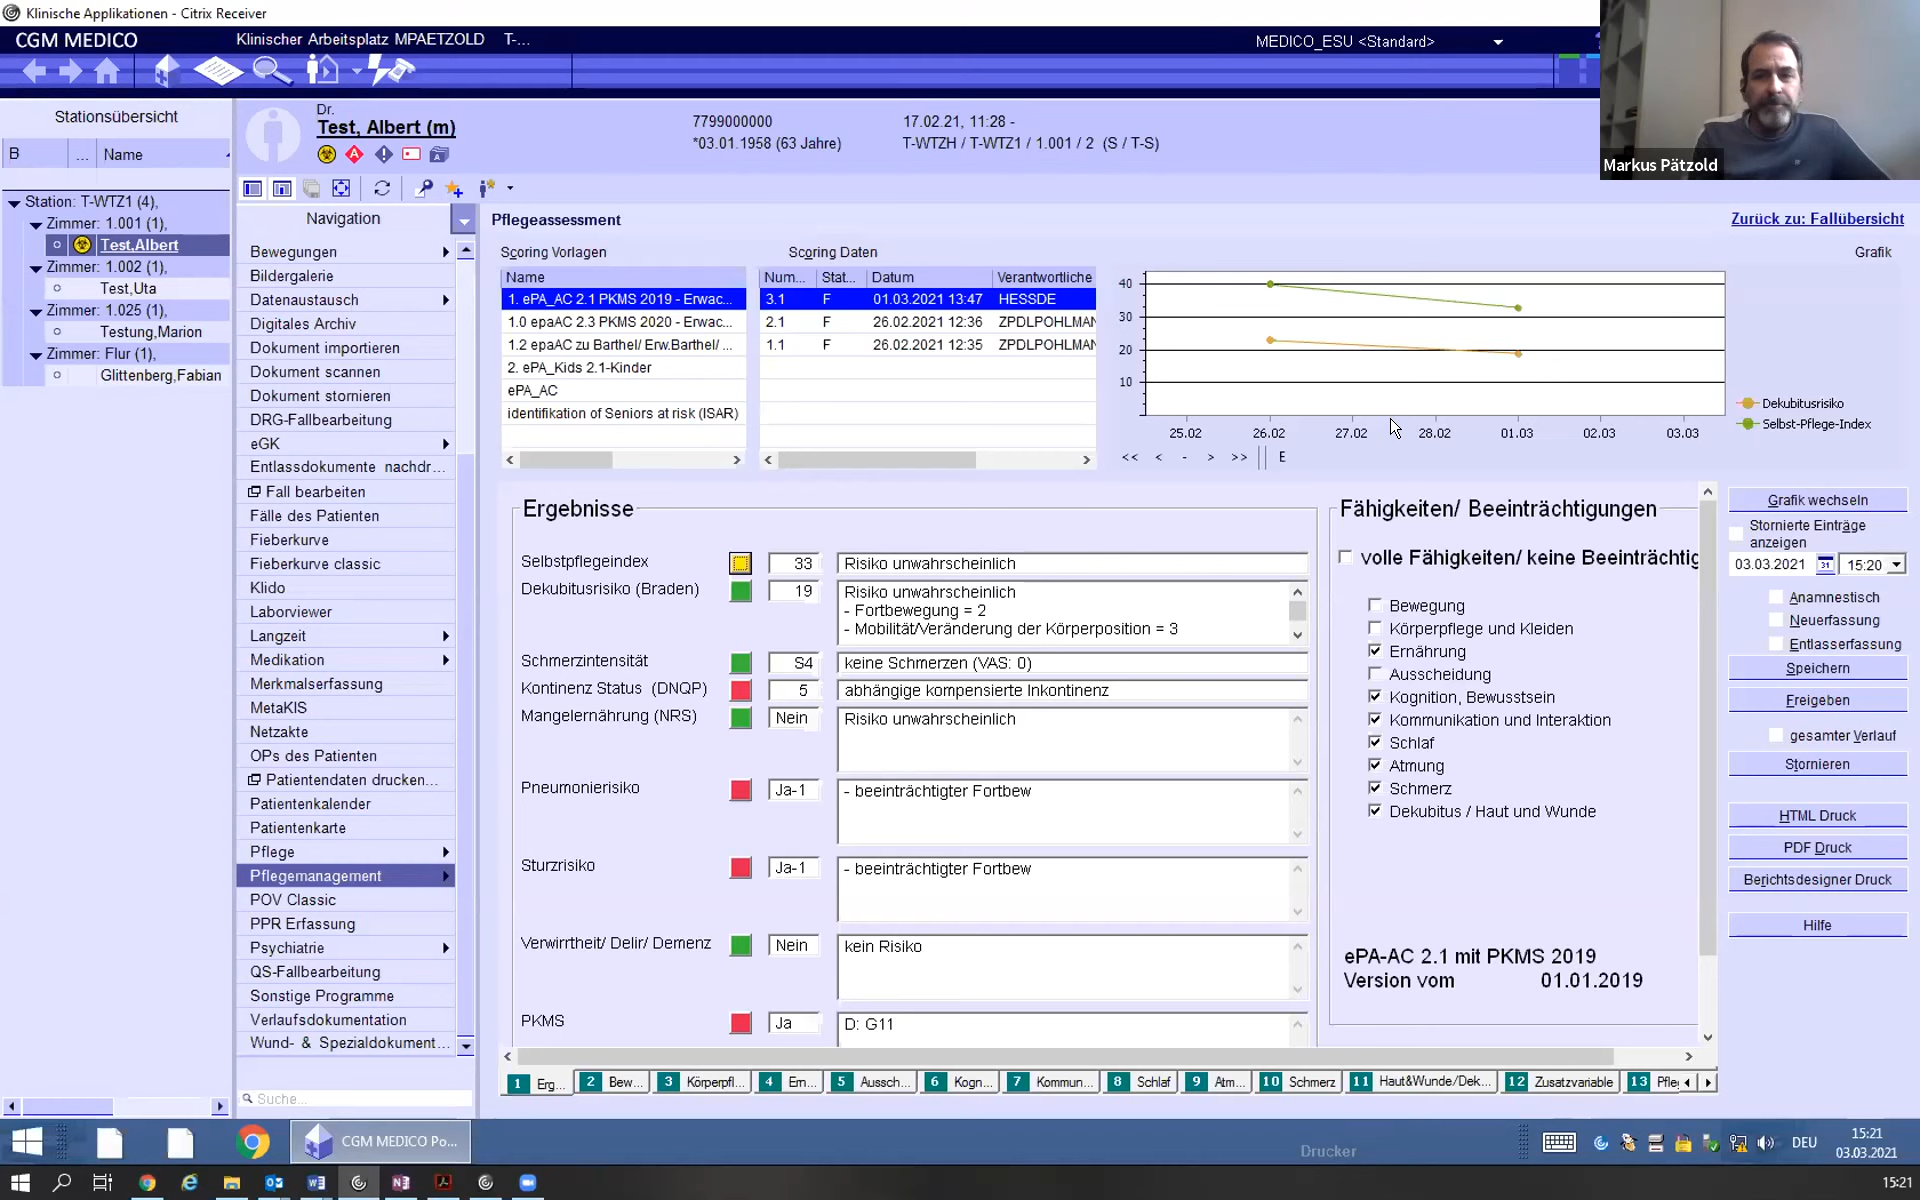 Klinische Applikationen - Citrix Receiver
CGM MEDICO
Klinischer Arbeitsplatz MPAETZOLD T-...
MEDICO_ESU <Standard>
Markus Pätzold
Stationsübersicht
B ... Name
Station: T-WTZ1 (4),
Zimmer: 1.001 (1),
Test,Albert
Zimmer: 1.002 (1),
Test,Uta
Zimmer: 1.025 (1),
Testung,Marion
Zimmer: Flur (1),
Glittenberg,Fabian
Dr.
Test, Albert (m)
7799000000
*03.01.1958 (63 Jahre)
17.02.21, 11:28 -
T-WTZH / T-WTZ1 / 1.001 / 2 (S / T-S)
Navigation
Bewegungen
Bildergalerie
Datenaustausch
Digitales Archiv
Dokument importieren
Dokument scannen
Dokument stornieren
DRG-Fallbearbeitung
eGK
Entlassdokumente nachdr...
Fall bearbeiten
Fälle des Patienten
Fieberkurve
Fieberkurve classic
Klido
Laborviewer
Langzeit
Medikation
Merkmalserfassung
MetaKIS
Netzakte
OPs des Patienten
Patientendaten drucken...
Patientenkalender
Patientenkarte
Pflege
Pflegemanagement
POV Classic
PPR Erfassung
Psychiatrie
QS-Fallbearbeitung
Sonstige Programme
Verlaufsdokumentation
Wund- & Spezialdokument...
Suche...
Pflegeassessment
Zurück zu: Fallübersicht
Scoring Vorlagen
Name
1. ePA_AC 2.1 PKMS 2019 - Erwac...
1.0 epaAC 2.3 PKMS 2020 - Erwac...
1.2 epaAC zu Barthel/ Erw.Barthel/ ...
2. ePA_Kids 2.1-Kinder
ePA_AC
identifikation of Seniors at risk (ISAR)
Scoring Daten
Num... Stat... Datum Verantwortliche
3.1 F 01.03.2021 13:47 HESSDE
2.1 F 26.02.2021 12:36 ZPDLPOHLMAN
1.1 F 26.02.2021 12:35 ZPDLPOHLMAN
Grafik
40
30
20
10
25.02 26.02 27.02 28.02 01.03 02.03 03.03
Dekubitusrisiko
Selbst-Pflege-Index
<< < - > >> E
Ergebnisse
Selbstpflegeindex 33 Risiko unwahrscheinlich
Dekubitusrisiko (Braden) 19 Risiko unwahrscheinlich
- Fortbewegung = 2
- Mobilität/Veränderung der Körperposition = 3
Schmerzintensität S4 keine Schmerzen (VAS: 0)
Kontinenz Status (DNQP) 5 abhängige kompensierte Inkontinenz
Mangelernährung (NRS) Nein Risiko unwahrscheinlich
Pneumonierisiko Ja-1 - beeinträchtigter Fortbew
Sturzrisiko Ja-1 - beeinträchtigter Fortbew
Verwirrtheit/ Delir/ Demenz Nein kein Risiko
PKMS Ja D: G11
Fähigkeiten/ Beeinträchtigungen
volle Fähigkeiten/ keine Beeinträchtig
Bewegung
Körperpflege und Kleiden
Ernährung
Ausscheidung
Kognition, Bewusstsein
Kommunikation und Interaktion
Schlaf
Atmung
Schmerz
Dekubitus / Haut und Wunde
ePA-AC 2.1 mit PKMS 2019
Version vom 01.01.2019
Grafik wechseln
Stornierte Einträge
anzeigen
03.03.2021 31 15:20
Anamnestisch
Neuerfassung
Entlasserfassung
Speichern
Freigeben
gesamter Verlauf
Stornieren
HTML Druck
PDF Druck
Berichtsdesigner Druck
Hilfe
1 Erg... 2 Bew... 3 Körperpfl... 4 Ern... 5 Aussch... 6 Kogn... 7 Kommun... 8 Schlaf 9 Atm... 10 Schmerz 11 Haut&Wunde/Dek... 12 Zusatzvariable 13 Pfle
CGM MEDICO Po...
Drucker
DEU
15:21
03.03.2021
15:21